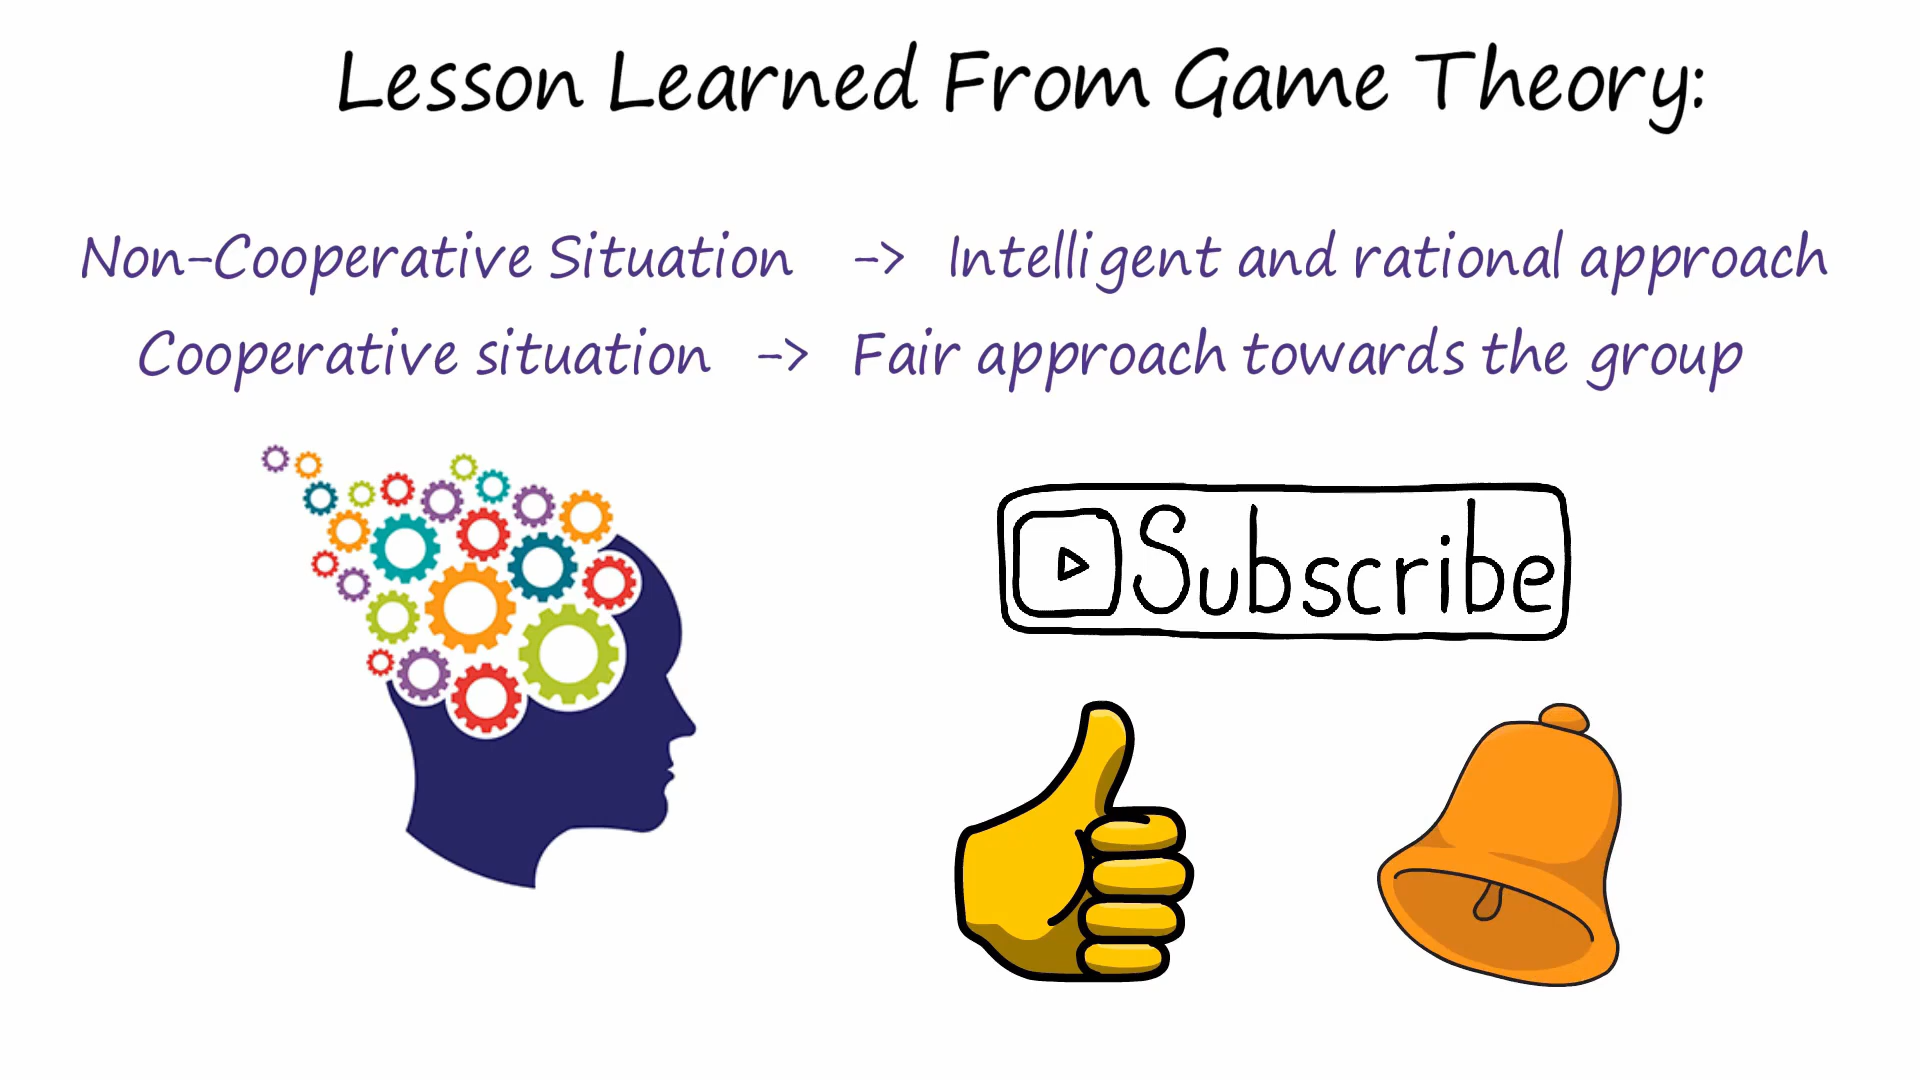 Lesson Learned From Game Theory:
Non-Cooperative Situation -> Intelligent and rational approach
Cooperative situation -> Fair approach towards the group
Subscribe